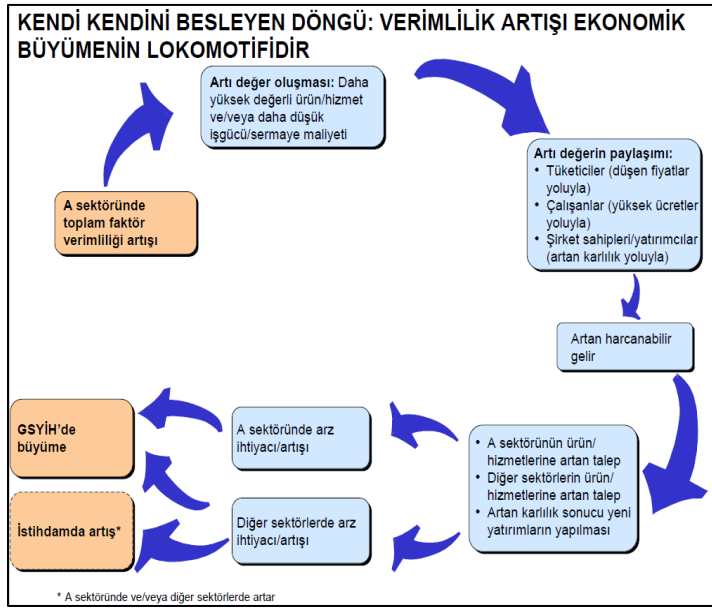 KENDİ KENDİNİ BESLEYEN DÖNGÜ: VERİMLİLİK ARTIŞI EKONOMİK
BÜYÜMENİN LOKOMOTİFİDİR
Artı değer oluşması: Daha
yüksek değerli ürün/hizmet
ve/veya daha düşük
işgücü/sermaye maliyeti
Artı değerin paylaşımı:
• Tüketiciler (düşen fiyatlar
yoluyla)
• Çalışanlar (yüksek ücretler
yoluyla)
• Şirket sahipleri/yatırımcılar
(artan karlılık yoluyla)
A sektöründe
toplam faktör
verimliliği artışı
Artan harcanabilir
gelir
GSYİH'de
büyüme
A sektöründe arz
ihtiyacı/artışı
• A sektörünün ürün/
hizmetlerine artan talep
• Diğer sektörlerin ürün/
hizmetlerine artan talep
• Artan karlılık sonucu yeni
yatırımların yapılması
İstihdamda artış*
Diğer sektörlerde arz
ihtiyacı/artışı
* A sektöründe ve/veya diğer sektörlerde artar